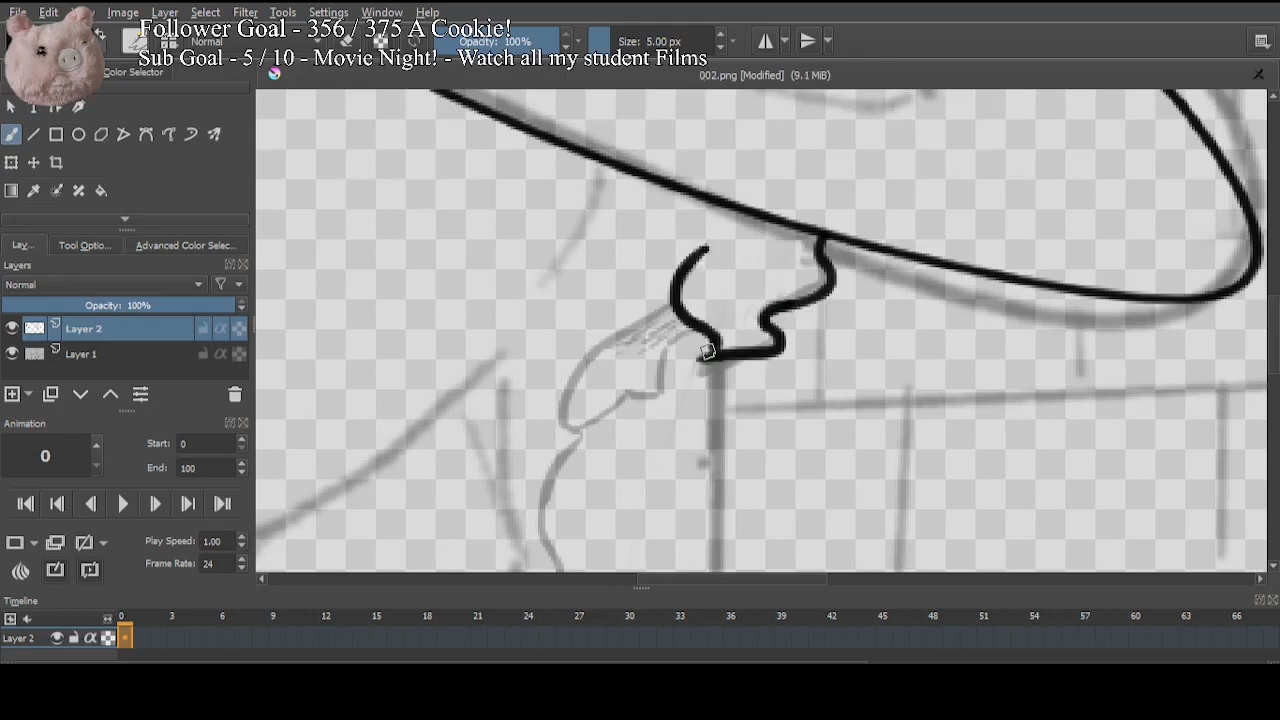 File Edit View Image Layer Select Filter Tools Settings Window Help
Follower Goal - 356 / 375 A Cookie!
Normal
Opacity: 100%
Size: 5.00 px
Sub Goal - 5 / 10 - Movie Night! - Watch all my student Films
Color Selector
002.png [Modified] (9.1 MiB)
Lay... Tool Optio... Advanced Color Selec...
Layers
Normal
Opacity: 100%
Layer 2
Layer 1
Animation
0
Start: 0
End: 100
Play Speed: 1.00
Frame Rate: 24
Timeline
0 3 6 9 12 15 18 21 24 27 30 33 36 39 42 45 48 51 54 57 60 63 66
Layer 2